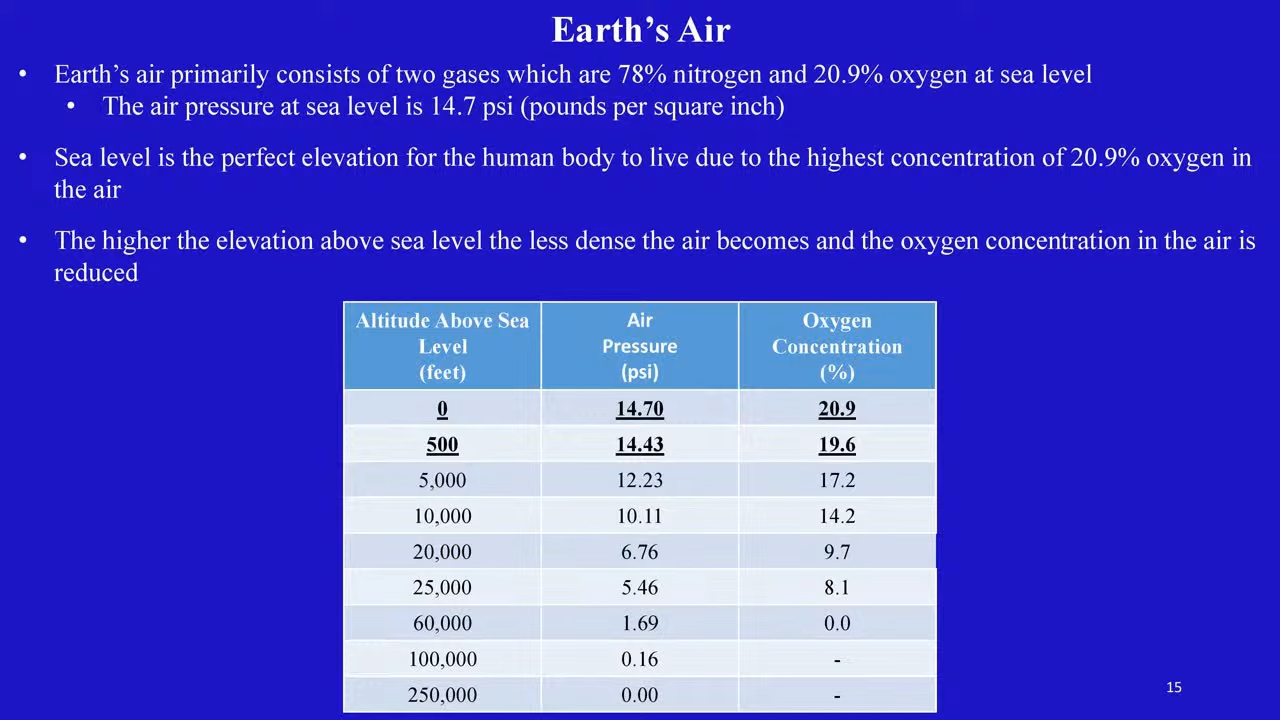 Earth’s Air
• Earth’s air primarily consists of two gases which are 78% nitrogen and 20.9% oxygen at sea level
• The air pressure at sea level is 14.7 psi (pounds per square inch)
• Sea level is the perfect elevation for the human body to live due to the highest concentration of 20.9% oxygen in
the air
• The higher the elevation above sea level the less dense the air becomes and the oxygen concentration in the air is
reduced
Altitude Above Sea Level (feet) Air Pressure (psi) Oxygen Concentration (%)
0 14.70 20.9
500 14.43 19.6
5,000 12.23 17.2
10,000 10.11 14.2
20,000 6.76 9.7
25,000 5.46 8.1
60,000 1.69 0.0
100,000 0.16 -
250,000 0.00 -
15